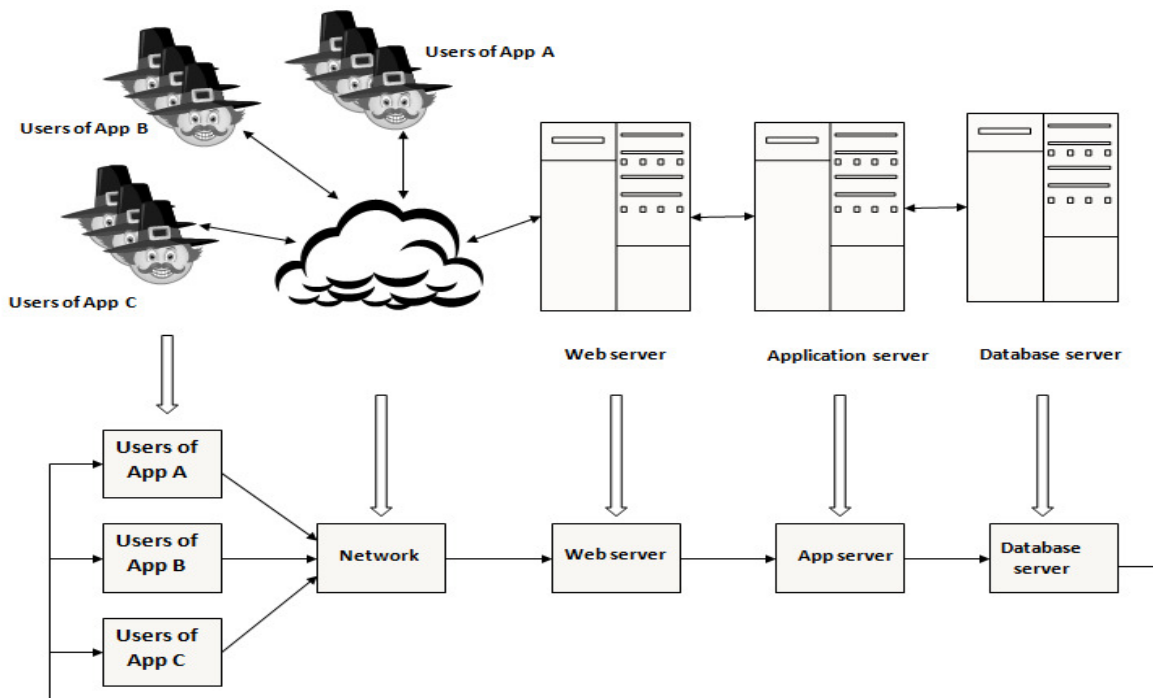 Users of App A
Users of App B
Users of App C
Web server
Application server
Database server
Users of
App A
Users of
App B
Users of
App C
Network
Web server
App server
Database
server